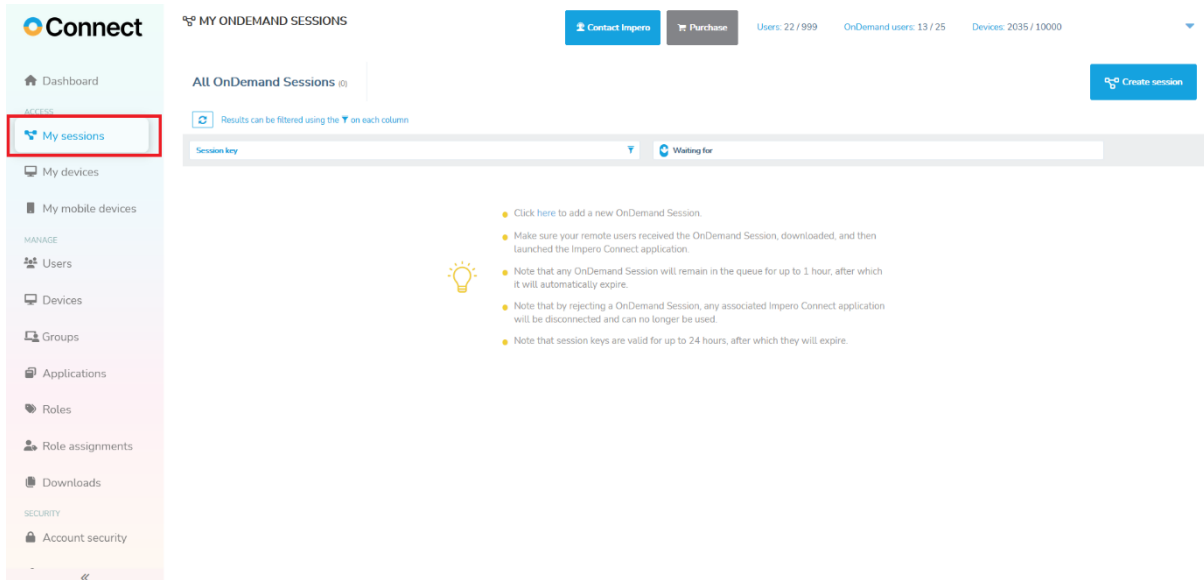 Connect
MY ONDEMAND SESSIONS
Contact Impero
Purchase
Users: 22 / 999
OnDemand users: 13 / 25
Devices: 2035 / 10000
Dashboard
ACCESS
My sessions
My devices
My mobile devices
MANAGE
Users
Devices
Groups
Applications
Roles
Role assignments
Downloads
SECURITY
Account security
All OnDemand Sessions (0)
Create session
Results can be filtered using the on each column
Session key
Waiting for
Click here to add a new OnDemand Session.
Make sure your remote users received the OnDemand Session, downloaded, and then
launched the Impero Connect application.
Note that any OnDemand Session will remain in the queue for up to 1 hour, after which
it will automatically expire.
Note that by rejecting a OnDemand Session, any associated Impero Connect application
will be disconnected and can no longer be used.
Note that session keys are valid for up to 24 hours, after which they will expire.